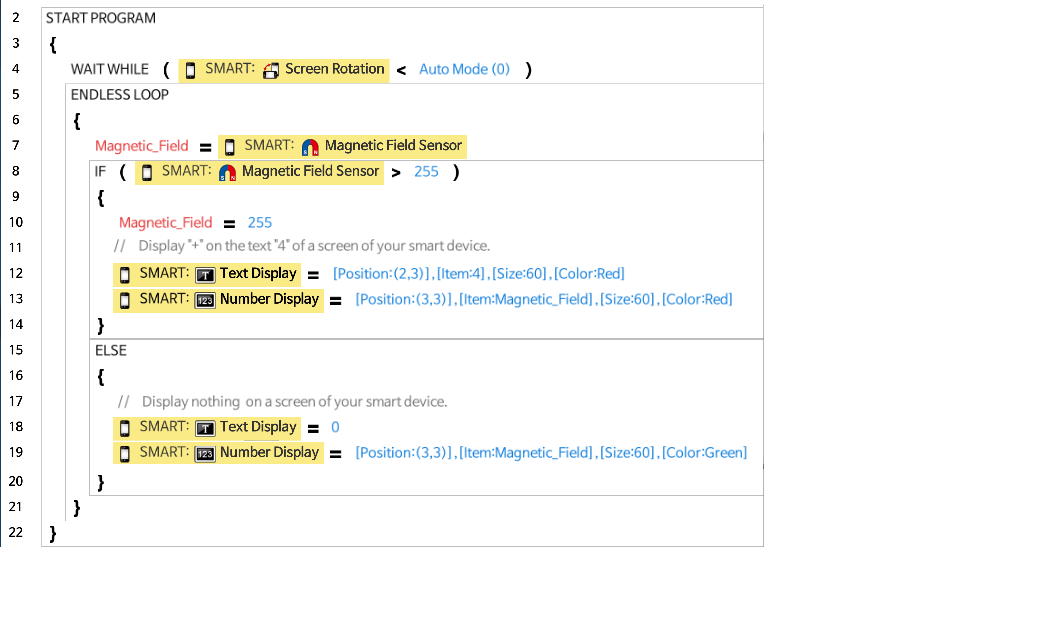 2 START PROGRAM
3 {
4 WAIT WHILE ( SMART: Screen Rotation < Auto Mode (0) )
5 ENDLESS LOOP
6 {
7 Magnetic_Field = SMART: Magnetic Field Sensor
8 IF ( SMART: Magnetic Field Sensor > 255 )
9 {
10 Magnetic_Field = 255
11 // Display "+" on the text "4" of a screen of your smart device.
12 SMART: Text Display = [Position:(2,3)],[Item:4],[Size:60],[Color:Red]
13 SMART: 123 Number Display = [Position:(3,3)],[Item:Magnetic_Field],[Size:60],[Color:Red]
14 }
15 ELSE
16 {
17 // Display nothing on a screen of your smart device.
18 SMART: Text Display = 0
19 SMART: 123 Number Display = [Position:(3,3)],[Item:Magnetic_Field],[Size:60],[Color:Green]
20 }
21 }
22 }